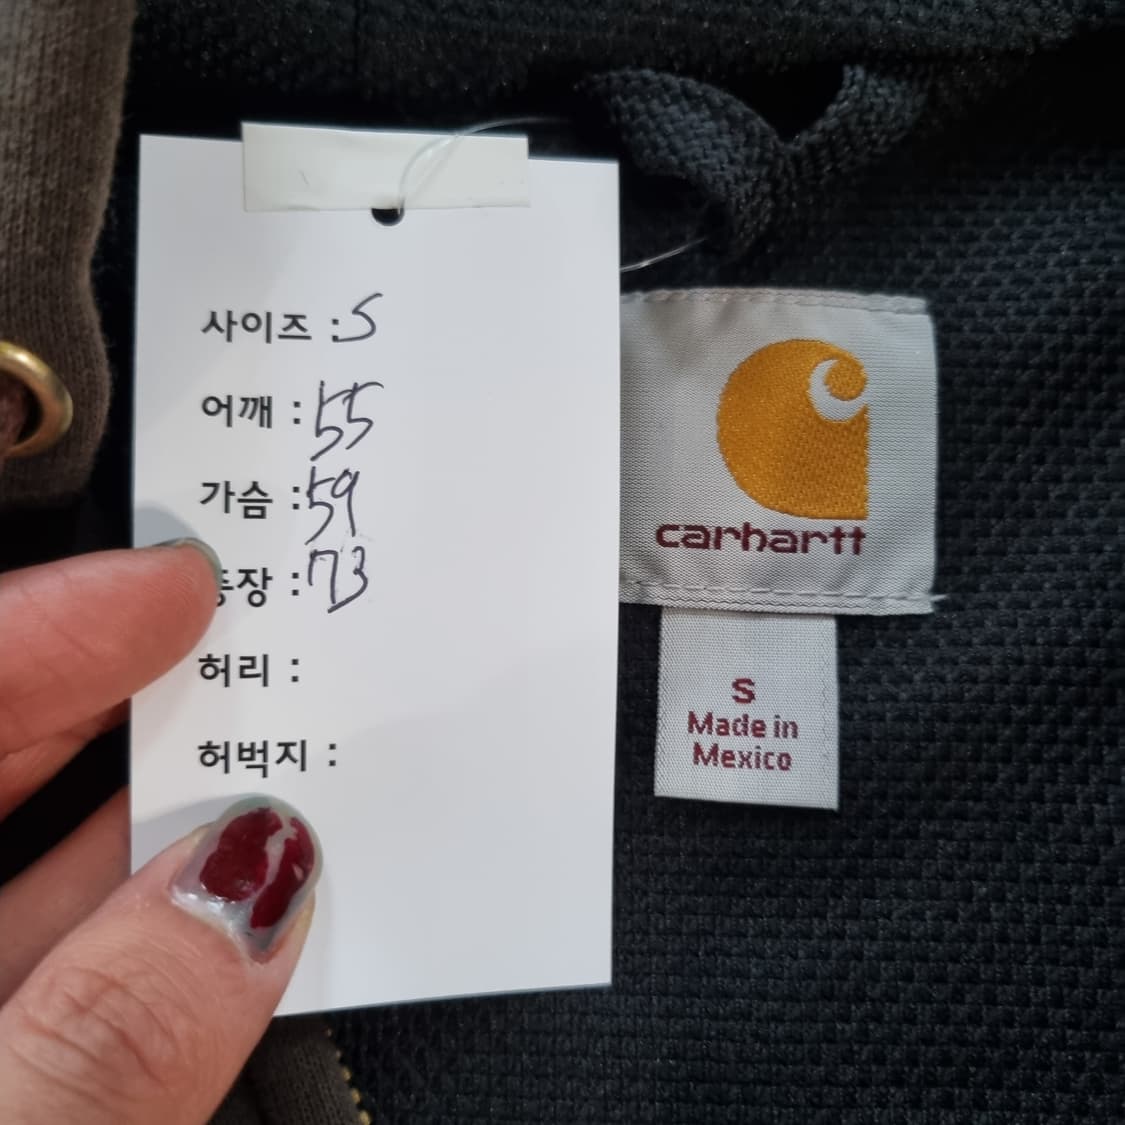 사이즈 : S
어깨 : 55
가슴 : 59
총장 : 73
허리 :
허벅지 :
carhartt
S
Made in
Mexico